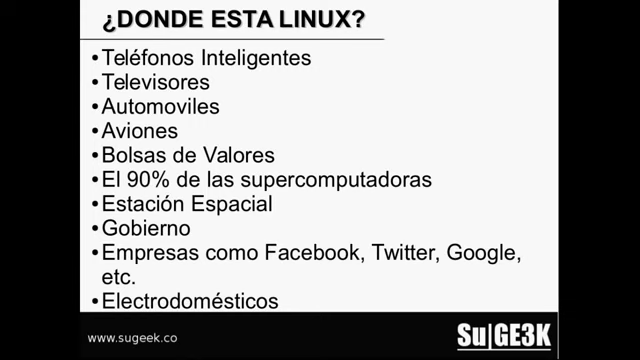 ¿DONDE ESTA LINUX?
•Teléfonos Inteligentes
•Televisores
•Automoviles
•Aviones
•Bolsas de Valores
•El 90% de las supercomputadoras
•Estación Espacial
•Gobierno
•Empresas como Facebook, Twitter, Google,
etc.
•Electrodomésticos
www.sugeek.co
Su|GE3K